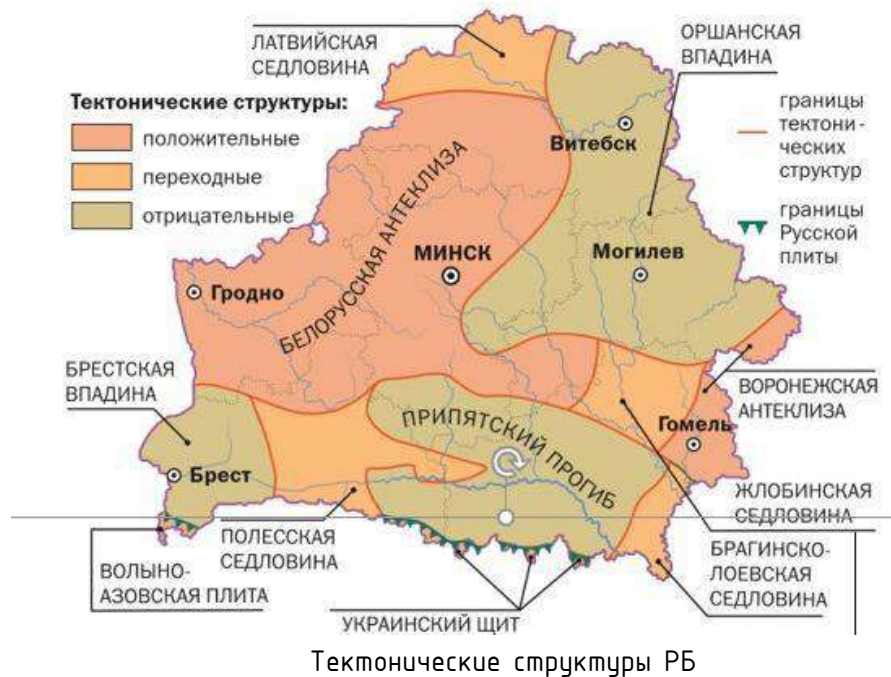 ЛАТВИЙСКАЯ
СЕДЛОВИНА
ОРШАНСКАЯ
ВПАДИНА
Тектонические структуры:
положительные
переходные
отрицательные
границы
тектони-
ческих
структур
границы
Русской
плиты
Витебск
БЕЛОРУССКАЯ АНТЕКЛИЗА
МИНСК
Могилев
Гродно
БРЕСТСКАЯ
ВПАДИНА
ВОРОНЕЖСКАЯ
АНТЕКЛИЗА
ПРИПЯТСКИЙ ПРОГИБ
Гомель
Брест
ЖЛОБИНСКАЯ
СЕДЛОВИНА
ПОЛЕССКАЯ
СЕДЛОВИНА
ВОЛЫНО-
АЗОВСКАЯ ПЛИТА
БРАГИНСКО-
ЛОЕВСКАЯ
СЕДЛОВИНА
УКРАИНСКИЙ ЩИТ
Тектонические структуры РБ